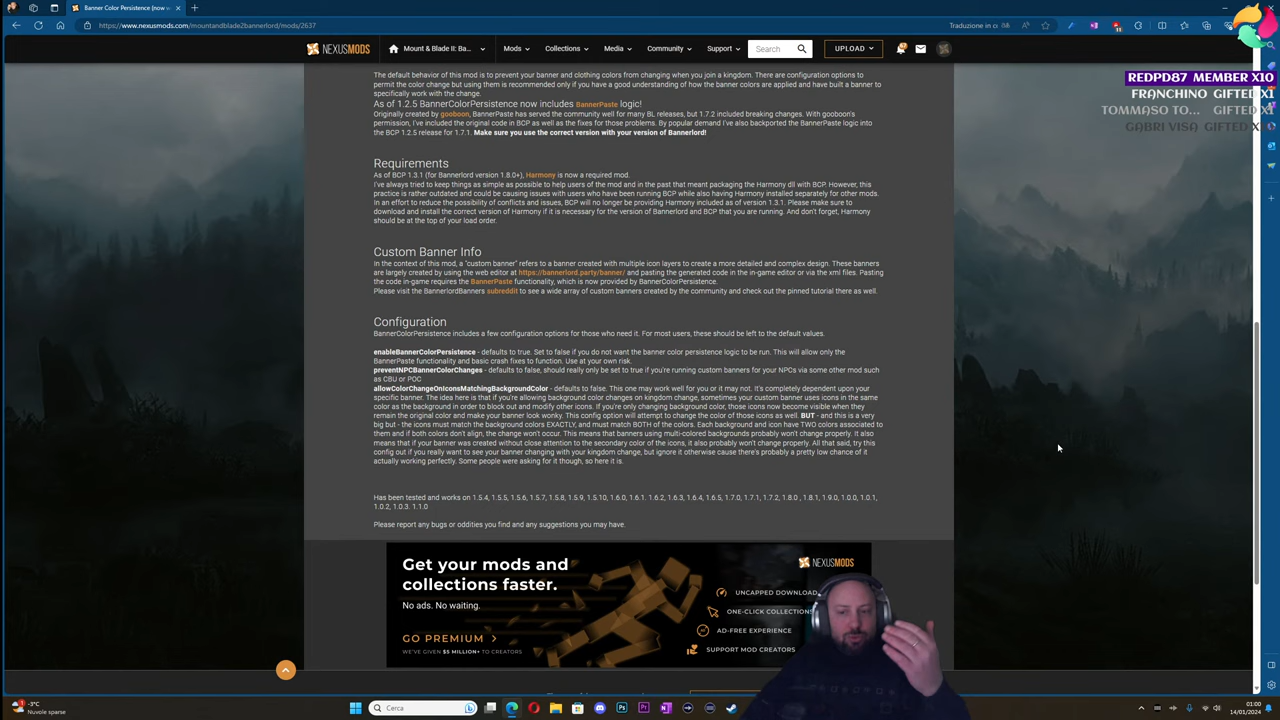 Banner Color Persistence (now w
https://www.nexusmods.com/mountandblade2bannerlord/mods/2637
Traduzione in co
NEXUSMODS
Mount & Blade II: Ba...
Mods
Collections
Media
Community
Support
Search
UPLOAD
REDPD87 MEMBER X10
FRANCHINO GIFTED X1
TOMMASO TO... GIFTED X1
GABRI VISA GIFTED X10
The default behavior of this mod is to prevent your banner and clothing colors from changing when you join a kingdom. There are configuration options to
permit the color change but using them is recommended only if you have a good understanding of how the banner colors are applied and have built a banner to
specifically work with the change.
As of 1.2.5 BannerColorPersistence now includes BannerPaste logic!
Originally created by gooboon, BannerPaste has served the community well for many BL releases, but 1.7.2 included breaking changes. With gooboon's
permission, I've included the original code in BCP as well as the fixes for those problems. By popular demand I've also backported the BannerPaste logic into
the BCP 1.2.5 release for 1.7.1. Make sure you use the correct version with your version of Bannerlord!
Requirements
As of BCP 1.3.1 (for Bannerlord version 1.8.0+), Harmony is now a required mod.
I've always tried to keep things as simple as possible to help users of the mod and in the past that meant packaging the Harmony dll with BCP. However, this
practice is rather outdated and could be causing issues with users who have been running BCP while also having Harmony installed separately for other mods.
In an effort to reduce the possibility of conflicts and issues, BCP will no longer be providing Harmony included as of version 1.3.1. Please make sure to
download and install the correct version of Harmony if it is necessary for the version of Bannerlord and BCP that you are running. And don't forget, Harmony
should be at the top of your load order.
Custom Banner Info
In the context of this mod, a "custom banner" refers to a banner created with multiple icon layers to create a more detailed and complex design. These banners
are largely created by using the web editor at https://bannerlord.party/banner/ and pasting the generated code in the in-game editor or via the xml files. Pasting
the code in-game requires the BannerPaste functionality, which is now provided by BannerColorPersistence.
Please visit the BannerlordBanners subreddit to see a wide array of custom banners created by the community and check out the pinned tutorial there as well.
Configuration
BannerColorPersistence includes a few configuration options for those who need it. For most users, these should be left to the default values.
enableBannerColorPersistence - defaults to true. Set to false if you do not want the banner color persistence logic to be run. This will allow only the
BannerPaste functionality and basic crash fixes to function. Use at your own risk.
preventNPCBannerColorChanges - defaults to false, should really only be set to true if you're running custom banners for your NPCs via some other mod such
as CBU or POC
allowColorChangeOnIconsMatchingBackgroundColor - defaults to false. This one may work well for you or it may not. It's completely dependent upon your
specific banner. The idea here is that if you're allowing background color changes on kingdom change, sometimes your custom banner uses icons in the same
color as the background in order to block out and modify other icons. If you're only changing background color, those icons now become visible when they
remain the original color and make your banner look wonky. This config option will attempt to change the color of those icons as well. BUT - and this is a very
big but - the icons must match the background colors EXACTLY, and must match BOTH of the colors. Each background and icon have TWO colors associated to
them and if both colors don't align, the change won't occur. This means that banners using multi-colored backgrounds probably won't change properly. It also
means that if your banner was created without close attention to the secondary color of the icons, it also probably won't change properly. All that said, try this
config out if you really want to see your banner changing with your kingdom change, but ignore it otherwise cause there's probably a pretty low chance of it
actually working perfectly. Some people were asking for it though, so here it is.
Has been tested and works on 1.5.4, 1.5.5, 1.5.6, 1.5.7, 1.5.8, 1.5.9, 1.5.10, 1.6.0, 1.6.1. 1.6.2, 1.6.3, 1.6.4, 1.6.5, 1.7.0, 1.7.1, 1.7.2, 1.8.0 , 1.8.1, 1.9.0, 1.0.0, 1.0.1,
1.0.2, 1.0.3. 1.1.0
Please report any bugs or oddities you find and any suggestions you may have.
Get your mods and
collections faster.
No ads. No waiting.
GO PREMIUM
WE'VE GIVEN $5 MILLION+ TO CREATORS
NEXUSMODS
UNCAPPED DOWNLOAD
ONE-CLICK COLLECTIONS
AD-FREE EXPERIENCE
SUPPORT MOD CREATORS
-3°C
Nuvole sparse
Cerca
01:00
14/01/2024